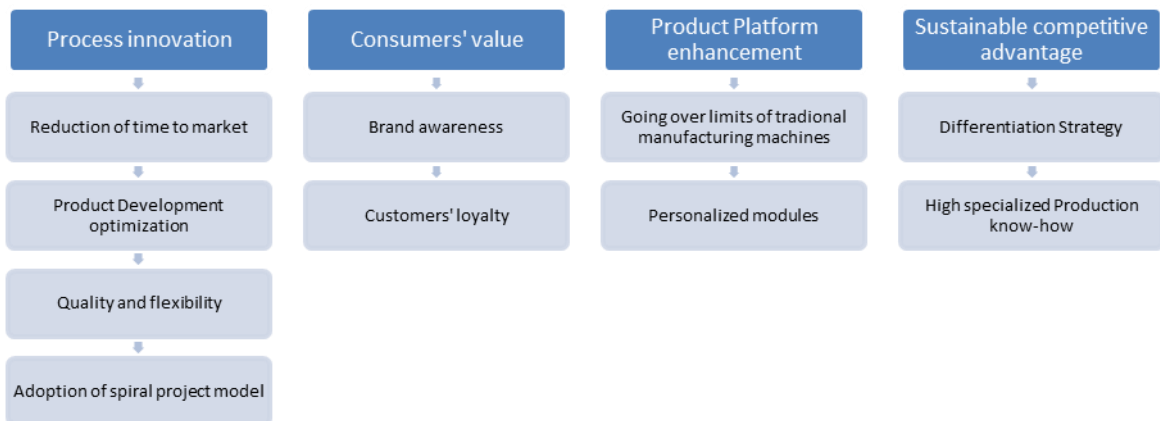 Process innovation
Reduction of time to market
Product Development
optimization
Quality and flexibility
Adoption of spiral project model
Consumers' value
Brand awareness
Customers' loyalty
Product Platform
enhancement
Going over limits of tradional
manufacturing machines
Personalized modules
Sustainable competitive
advantage
Differentiation Strategy
High specialized Production
know-how